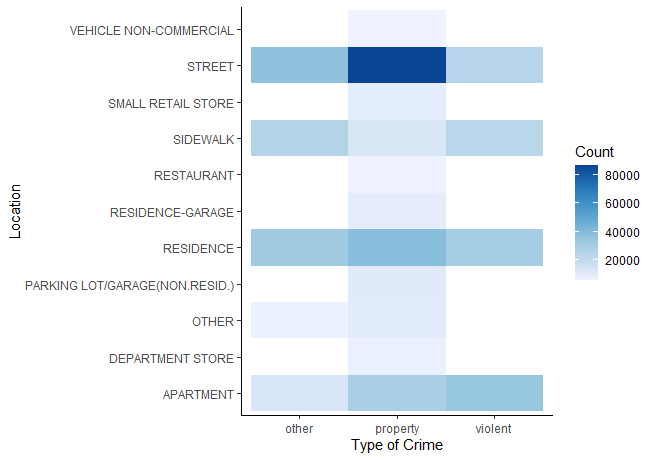 VEHICLE NON-COMMERCIAL
STREET
SMALL RETAIL STORE
SIDEWALK
RESTAURANT
RESIDENCE-GARAGE
RESIDENCE
PARKING LOT/GARAGE(NON.RESID.)
OTHER
DEPARTMENT STORE
APARTMENT
Location
other property violent
Type of Crime
Count
80000
60000
40000
20000